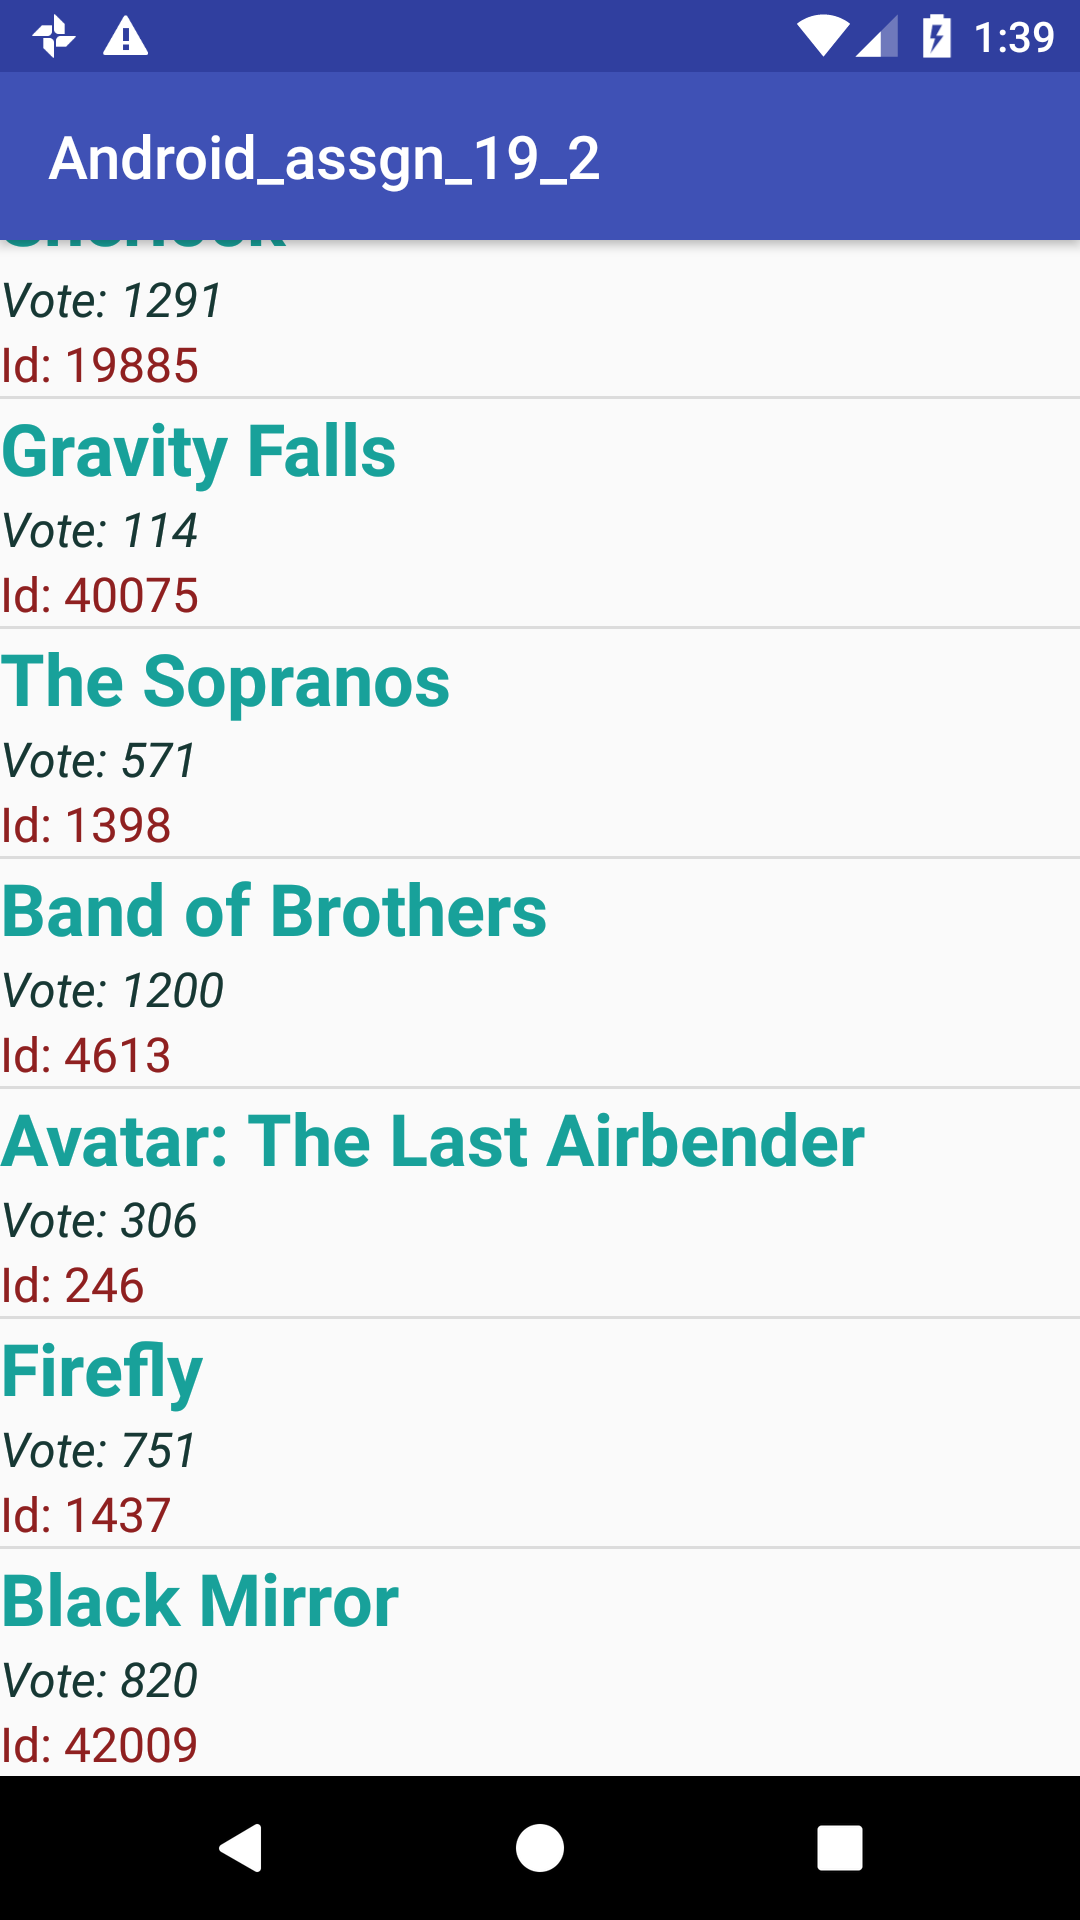 1:39
Android_assgn_19_2
Vote: 1291
Id: 19885
Gravity Falls
Vote: 114
Id: 40075
The Sopranos
Vote: 571
Id: 1398
Band of Brothers
Vote: 1200
Id: 4613
Avatar: The Last Airbender
Vote: 306
Id: 246
Firefly
Vote: 751
Id: 1437
Black Mirror
Vote: 820
Id: 42009